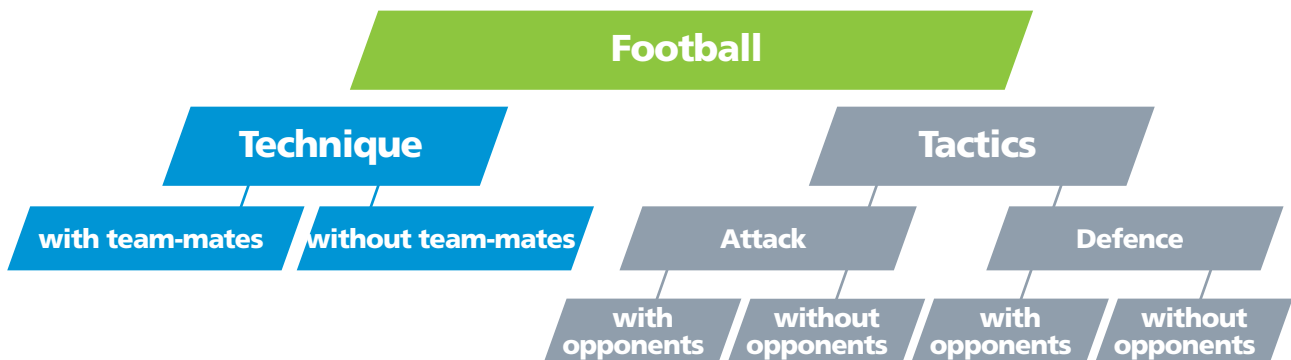 Football
Technique
Tactics
with team-mates
without team-mates
Attack
Defence
with
opponents
without
opponents
with
opponents
without
opponents